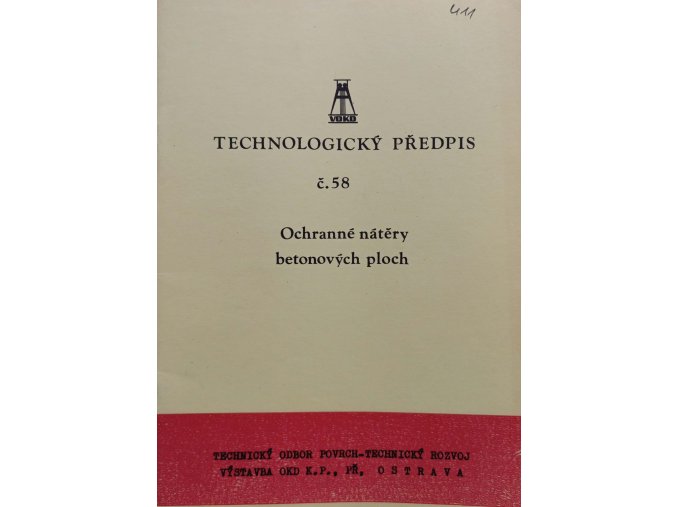 411
VOKD
TECHNOLOGICKÝ PŘEDPIS
č.58
Ochranné nátěry
betonových ploch
TECHNICKÝ ODBOR POVRCH-TECHNICKÝ ROZVOJ
VÝSTAVBA OKD K.P., PŘ, OSTRAVA